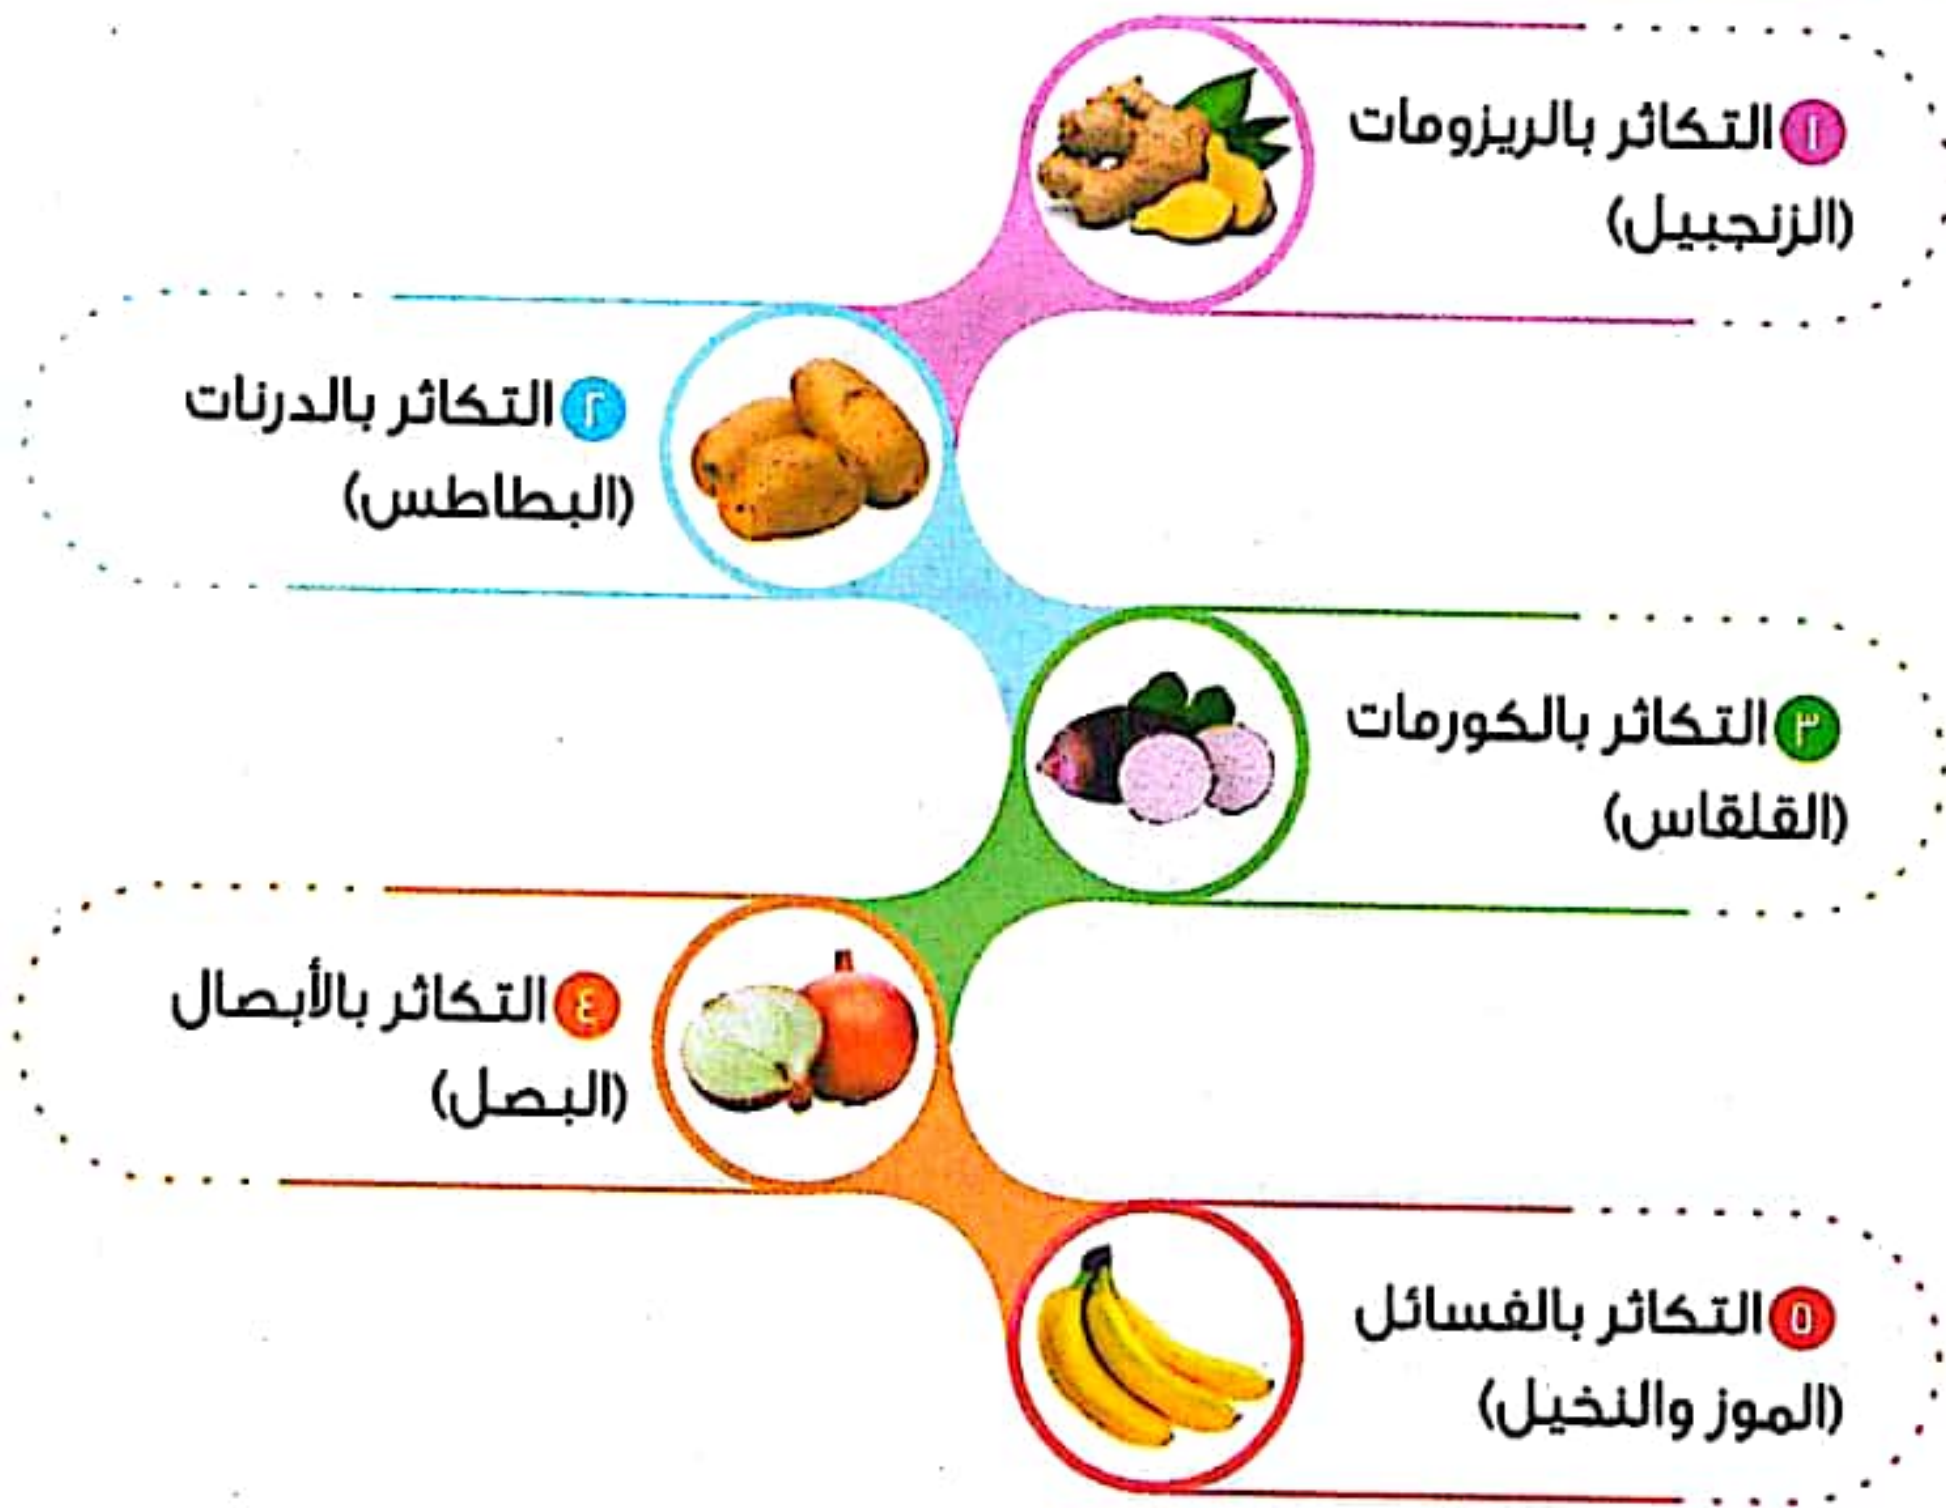 ١ التكاثر بالريزومات
(الزنجبيل)
٢ التكاثر بالدرنات
(البطاطس)
٣ التكاثر بالكورمات
(القلقاس)
٤ التكاثر بالأبصال
(البصل)
٥ التكاثر بالفسائل
(الموز والنخيل)